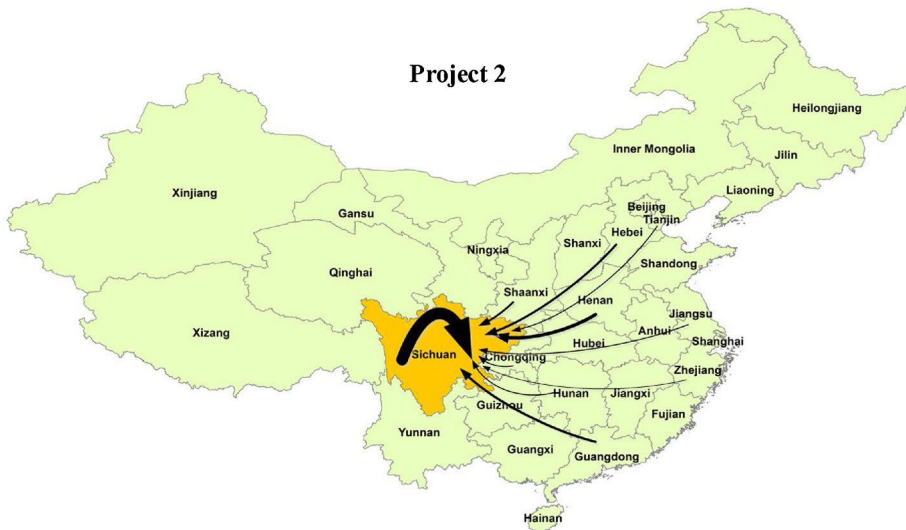 Project 2
Heilongjiang
Inner Mongolia
Jilin
Xinjiang
Liaoning
Beijing
Gansu
Tianjin
Hebei
Shanxi
Ningxia
Shandong
Qinghai
Shaanxi
Henan
Jiangsu
Xizang
Anhui
Hubei
Shanghai
Sichuan
Chongqing
Zhejiang
Hunan
Jiangxi
Guizhou
Fujian
Yunnan
Guangxi
Guangdong
Hainan